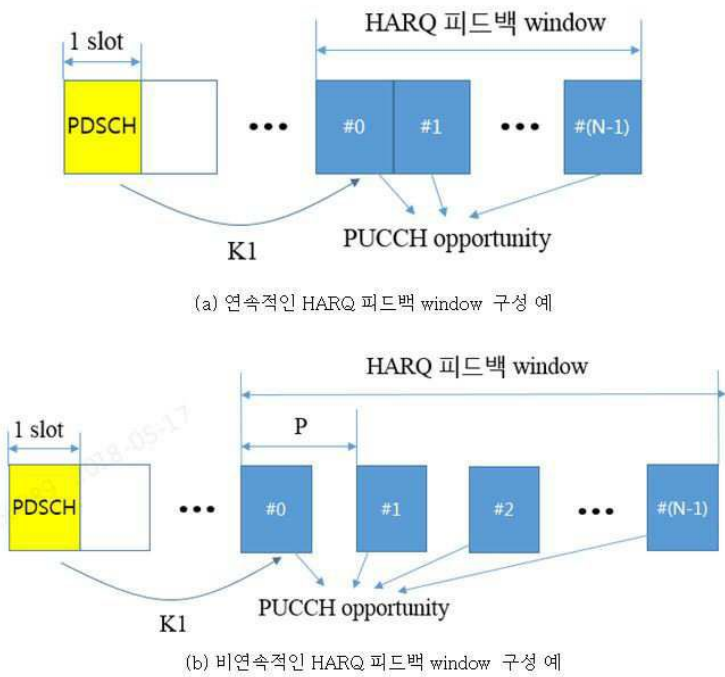 HARQ 피드백 window
1 slot
PDSCH
•••
#0
#1
•••
#(N-1)
K1
PUCCH opportunity
(a) 연속적인 HARQ 피드백 window 구성 예
HARQ 피드백 window
1 slot
P
PDSCH
•••
#0
#1
#2
•••
#(N-1)
K1
PUCCH opportunity
(b) 비연속적인 HARQ 피드백 window 구성 예